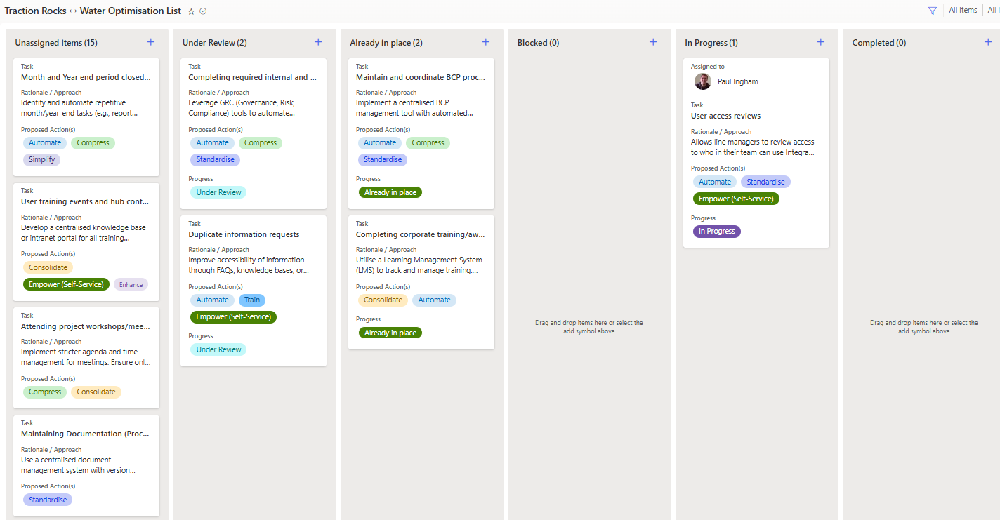 Traction Rocks ↔ Water Optimisation List
All Items
All I
Unassigned items (15)
Task
Month and Year end period closed...
Rationale / Approach
Identify and automate repetitive
month/year-end tasks (e.g., report...
Proposed Action(s)
Automate Compress
Simplify
Task
User training events and hub cont...
Rationale / Approach
Develop a centralised knowledge base
or intranet portal for all training...
Proposed Action(s)
Consolidate
Empower (Self-Service) Enhance
Task
Attending project workshops/mee...
Rationale / Approach
Implement stricter agenda and time
management for meetings. Ensure onl...
Proposed Action(s)
Compress Consolidate
Task
Maintaining Documentation (Proc...
Rationale / Approach
Use a centralised document
management system with version...
Proposed Action(s)
Standardise
Under Review (2)
Task
Completing required internal and ...
Rationale / Approach
Leverage GRC (Governance, Risk,
Compliance) tools to automate...
Proposed Action(s)
Automate Compress
Standardise
Progress
Under Review
Task
Duplicate information requests
Rationale / Approach
Improve accessibility of information
through FAQs, knowledge bases, or...
Proposed Action(s)
Automate Train
Empower (Self-Service)
Progress
Under Review
Already in place (2)
Task
Maintain and coordinate BCP proc...
Rationale / Approach
Implement a centralised BCP
management tool with automated...
Proposed Action(s)
Automate Compress
Standardise
Progress
Already in place
Task
Completing corporate training/aw...
Rationale / Approach
Utilise a Learning Management System
(LMS) to track and manage training....
Proposed Action(s)
Consolidate Automate
Progress
Already in place
Blocked (0)
Drag and drop items here or select the
add symbol above
In Progress (1)
Assigned to
Paul Ingham
Task
User access reviews
Rationale / Approach
Allows line managers to review access
to who in their team can use Integra...
Proposed Action(s)
Automate Standardise
Empower (Self-Service)
Progress
In Progress
Completed (0)
Drag and drop items here or select the
add symbol above